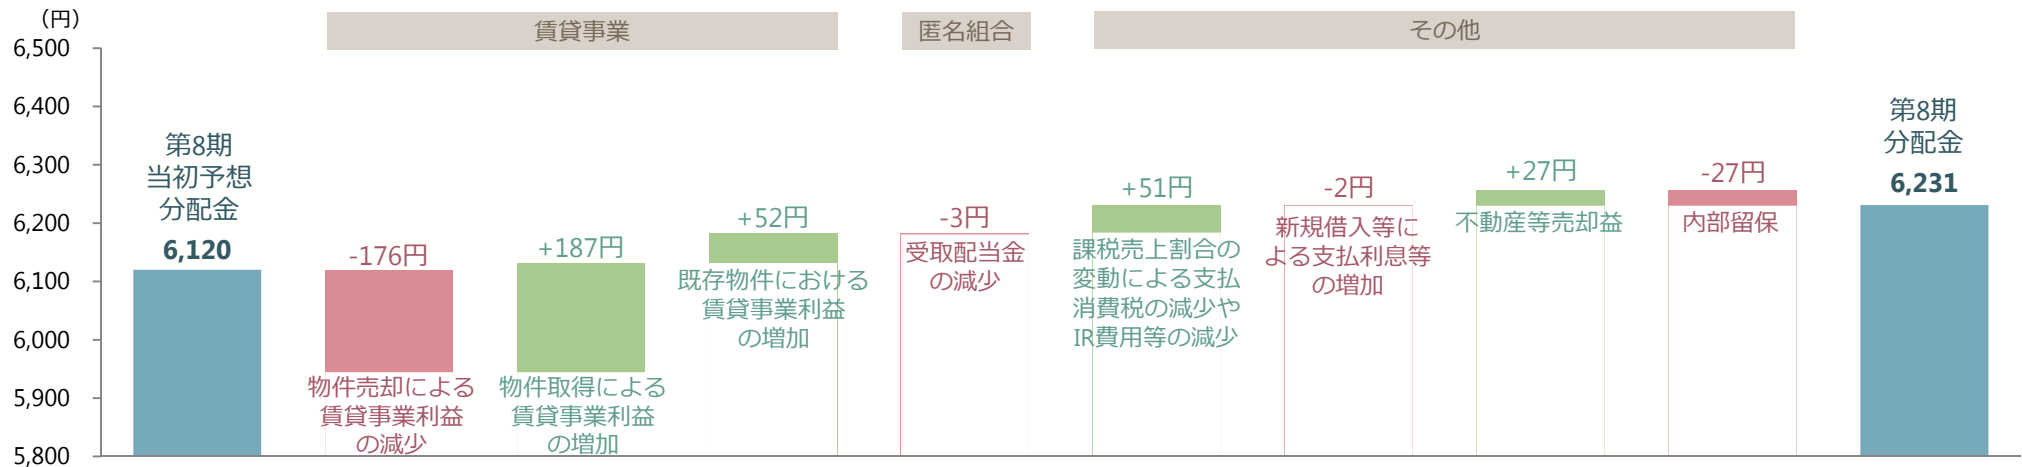 （円）
6,500
6,400
6,300
6,200
6,100
6,000
5,900
5,800
賃貸事業
匿名組合
その他
第8期
当初予想
分配金
6,120
-176円
物件売却による
賃貸事業利益
の減少
+187円
物件取得による
賃貸事業利益
の増加
+52円
既存物件における
賃貸事業利益
の増加
-3円
受取配当金
の減少
+51円
課税売上割合の
変動による支払
消費税の減少や
IR費用等の減少
-2円
新規借入等に
よる支払利息等
の増加
+27円
不動産等売却益
-27円
内部留保
第8期
分配金
6,231